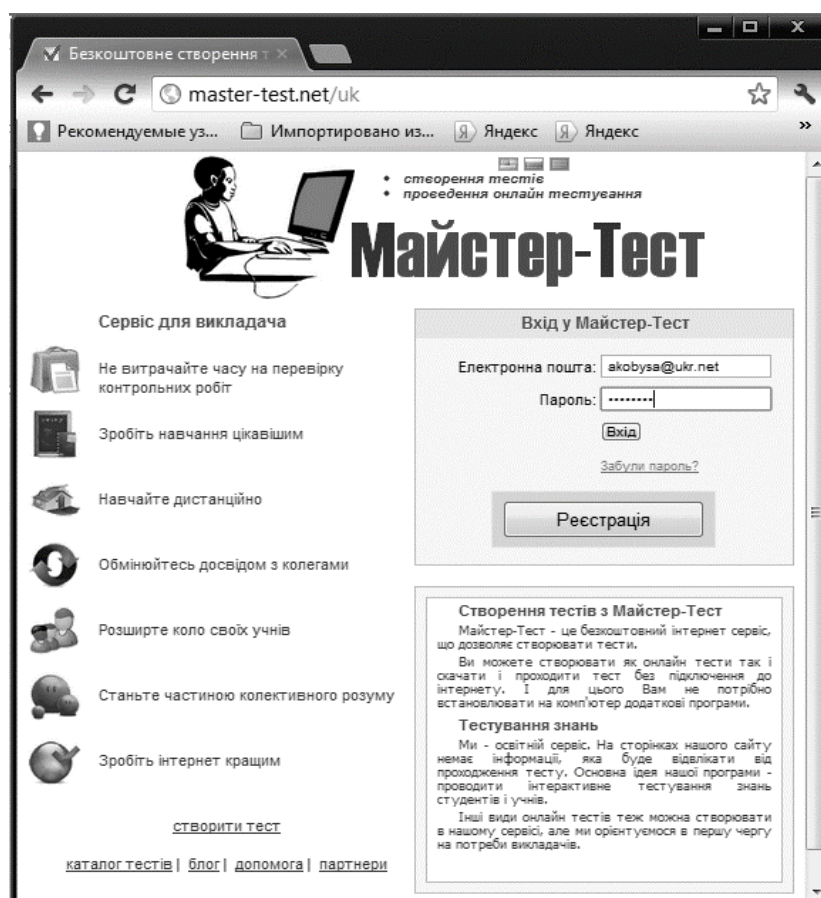 Безкоштовне створення т
master-test.net/uk
Рекомендуемые уз... Импортировано из... Яндекс Яндекс »
• створення тестів
• проведення онлайн тестування
Майстер-Тест
Сервіс для викладача
Не витрачайте часу на перевірку
контрольних робіт
Зробіть навчання цікавішим
Навчайте дистанційно
Обмінюйтесь досвідом з колегами
Розширте коло своїх учнів
Станьте частиною колективного розуму
Зробіть інтернет кращим
створити тест
каталог тестів | блог | допомога | партнери
Вхід у Майстер-Тест
Електронна пошта: akobysa@ukr.net
Пароль: ••••••••
Вхід
Забули пароль?
Реєстрація
Створення тестів з Майстер-Тест
Майстер-Тест - це безкоштовний інтернет сервіс,
що дозволяє створювати тести.
Ви можете створювати як онлайн тести так і
скачати і проходити тест без підключення до
інтернету. І для цього Вам не потрібно
встановлювати на комп'ютер додаткові програми.
Тестування знань
Ми - освітній сервіс. На сторінках нашого сайту
немає інформації, яка буде відвлікати від
проходження тесту. Основна ідея нашої програми -
проводити інтерактивне тестування знань
студентів і учнів.
Інші види онлайн тестів теж можна створювати
в нашому сервісі, але ми орієнтуємося в першу чергу
на потреби викладачів.